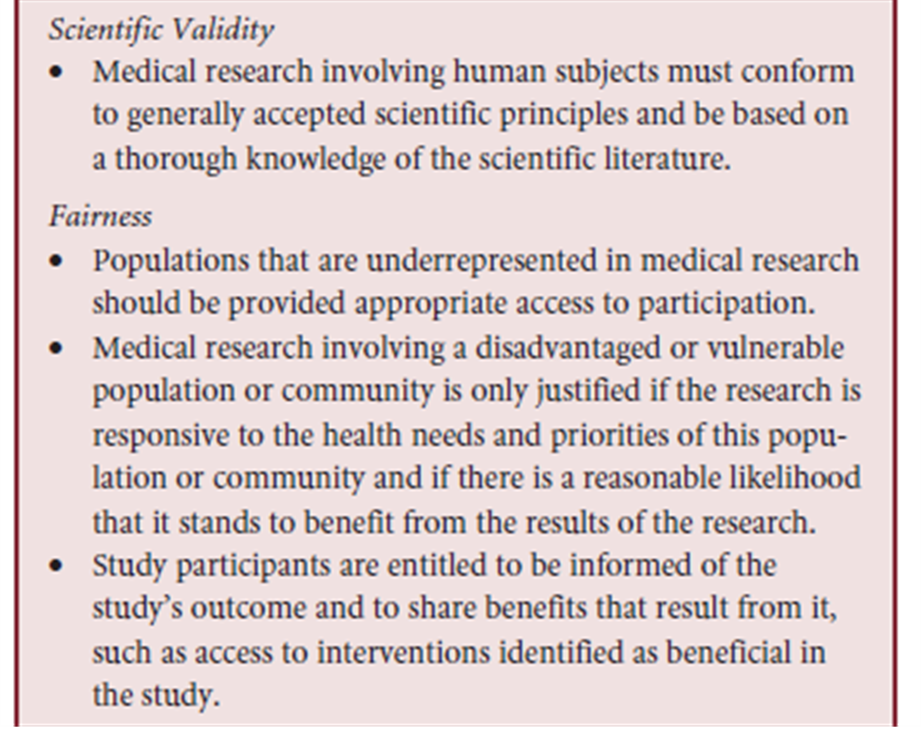 Scientific Validity
• Medical research involving human subjects must conform
to generally accepted scientific principles and be based on
a thorough knowledge of the scientific literature.
Fairness
• Populations that are underrepresented in medical research
should be provided appropriate access to participation.
• Medical research involving a disadvantaged or vulnerable
population or community is only justified if the research is
responsive to the health needs and priorities of this popu-
lation or community and if there is a reasonable likelihood
that it stands to benefit from the results of the research.
• Study participants are entitled to be informed of the
study's outcome and to share benefits that result from it,
such as access to interventions identified as beneficial in
the study.